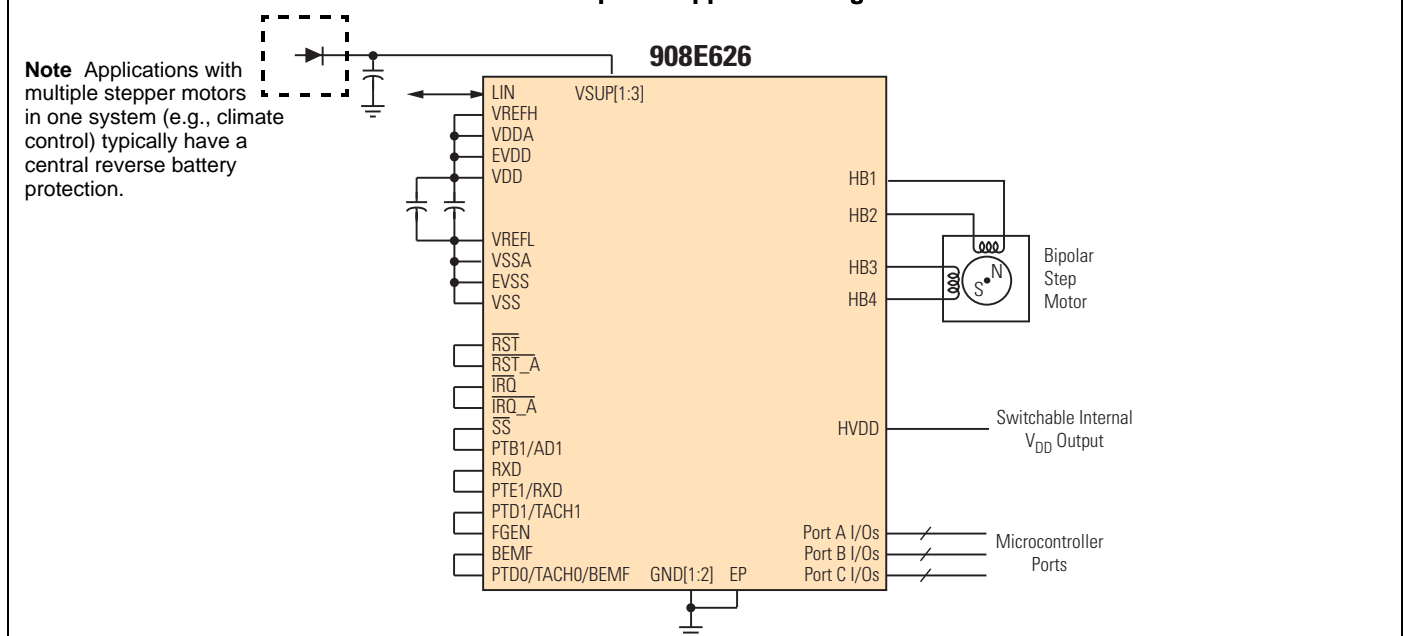 908E626
Note Applications with
multiple stepper motors
in one system (e.g., climate
control) typically have a
central reverse battery
protection.
LIN
VSUP[1:3]
VREFH
VDDA
EVDD
VDD
VREFL
VSSA
EVSS
VSS
RST
RST_A
IRQ
IRQ_A
SS
PTB1/AD1
RXD
PTE1/RXD
PTD1/TACH1
FGEN
BEMF
PTD0/TACH0/BEMF
GND[1:2]
EP
HB1
HB2
HB3
HB4
N
S
Bipolar
Step
Motor
HVDD
Switchable Internal
VDD Output
Port A I/Os
Port B I/Os
Port C I/Os
Microcontroller
Ports